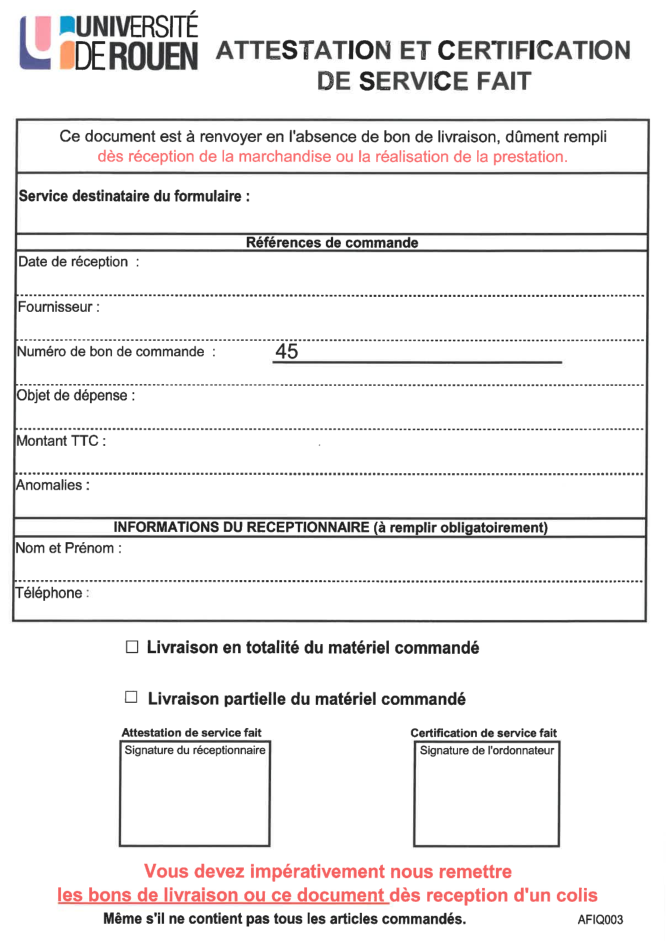 UNIVERSITÉ
DE ROUEN
ATTESTATION ET CERTIFICATION
DE SERVICE FAIT
Ce document est à renvoyer en l'absence de bon de livraison, dûment rempli
dès réception de la marchandise ou la réalisation de la prestation.
Service destinataire du formulaire :
Références de commande
Date de réception :
Fournisseur :
Numéro de bon de commande : 45
Objet de dépense :
Montant TTC :
Anomalies :
INFORMATIONS DU RECEPTIONNAIRE (à remplir obligatoirement)
Nom et Prénom :
Téléphone :
Livraison en totalité du matériel commandé
Livraison partielle du matériel commandé
Attestation de service fait
Signature du réceptionnaire
Certification de service fait
Signature de l'ordonnateur
Vous devez impérativement nous remettre
les bons de livraison ou ce document dès reception d'un colis
Même s'il ne contient pas tous les articles commandés.
AFIQ003